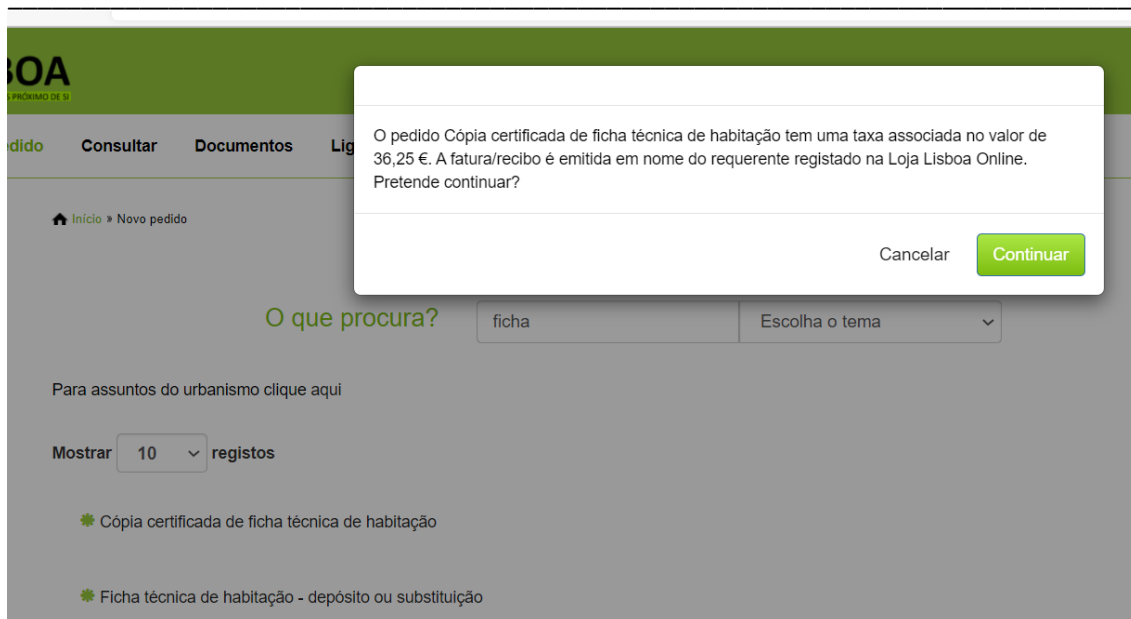 BOA
PRÓXIMO DE SI
edido Consultar Documentos Lig
Início » Novo pedido
O pedido Cópia certificada de ficha técnica de habitação tem uma taxa associada no valor de
36,25 €. A fatura/recibo é emitida em nome do requerente registado na Loja Lisboa Online.
Pretende continuar?
Cancelar Continuar
O que procura? ficha Escolha o tema
Para assuntos do urbanismo clique aqui
Mostrar 10 registos
Cópia certificada de ficha técnica de habitação
Ficha técnica de habitação - depósito ou substituição